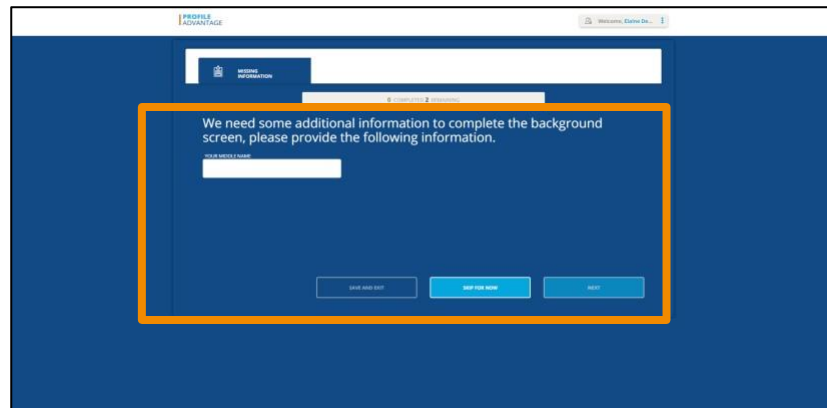 PROFILE
ADVANTAGE
Welcome, Elaine De...
MISSING
INFORMATION
0 COMPLETED 2 REMAINING
We need some additional information to complete the background
screen, please provide the following information.
YOUR MIDDLE NAME
SAVE AND EXIT
SKIP FOR NOW
NEXT